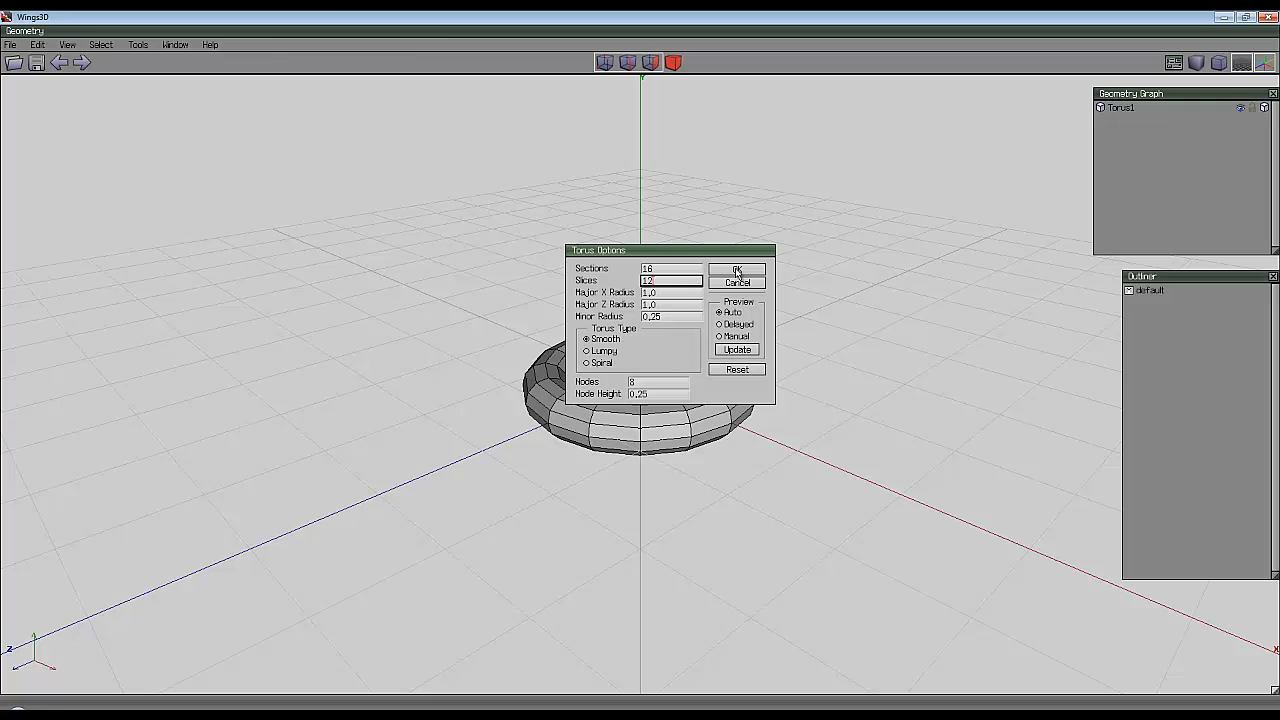 Wings3D
Geometry
File Edit View Select Tools Window Help
Y
Geometry Graph
Torus1
Torus Options
Sections 16 OK
Slices 12
Major X Radius 1.0 Cancel
Major Z Radius 1.0 Preview
Minor Radius 0.25 Auto
Torus Type Delayed
Smooth Manual
Lumpy Update
Spiral Reset
Nodes 8
Node Height 0.25
Outliner
default
Z
X